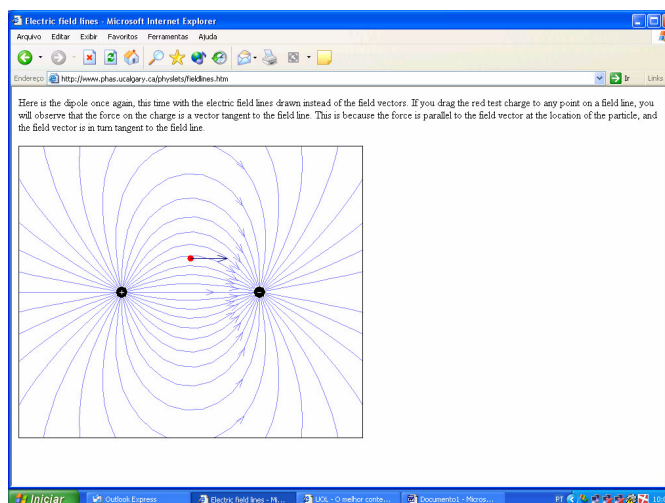 Electric field lines - Microsoft Internet Explorer
Arquivo Editar Exibir Favoritos Ferramentas Ajuda
Endereço http://www.phas.ucalgary.ca/physlets/fieldlines.htm Ir Links
Here is the dipole once again, this time with the electric field lines drawn instead of the field vectors. If you drag the red test charge to any point on a field line, you
will observe that the force on the charge is a vector tangent to the field line. This is because the force is parallel to the field vector at the location of the particle, and
the field vector is in turn tangent to the field line.
+ -
Iniciar Outlook Express Electric field lines - Mi... UOL - O melhor conte... Documento1 - Micros... PT